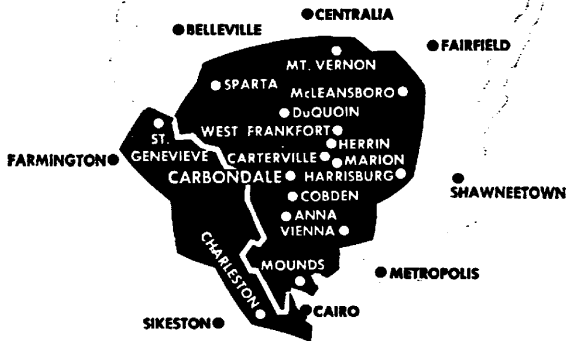 CENTRALIA
BELLEVILLE
FAIRFIELD
MT. VERNON
SPARTA
McLEANSBORO
DuQUOIN
WEST FRANKFORT
ST.
GENEVIEVE
HERRIN
CARTERVILLE
MARION
FARMINGTON
CARBONDALE
HARRISBURG
SHAWNEETOWN
COBDEN
ANNA
VIENNA
CHARLESTON
MOUNDS
METROPOLIS
CAIRO
SIKESTON